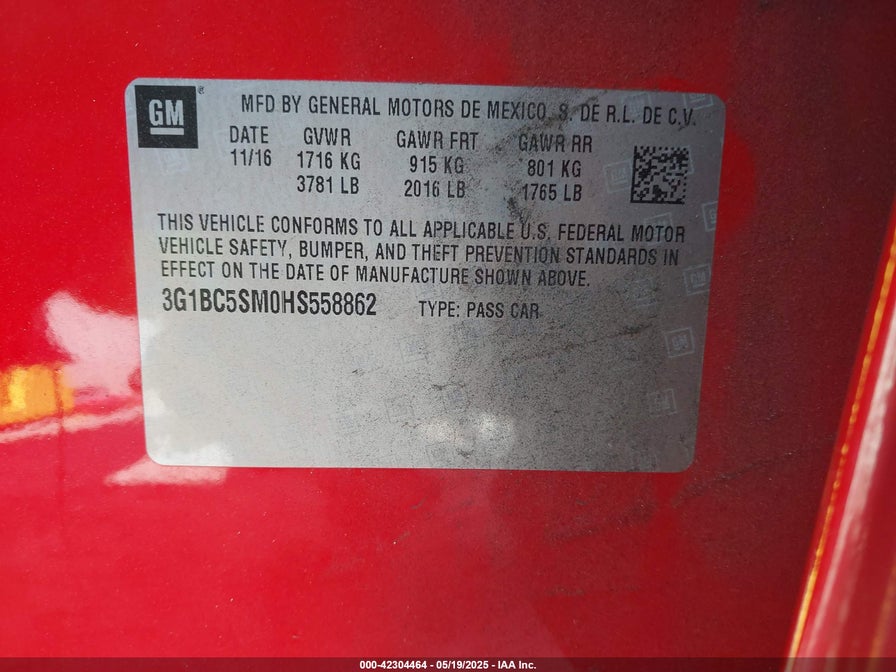 GM ®
MFD BY GENERAL MOTORS DE MEXICO, S. DE R.L. DE C.V.
DATE GVWR GAWR FRT GAWR RR
11/16 1716 KG 915 KG 801 KG
3781 LB 2016 LB 1765 LB
THIS VEHICLE CONFORMS TO ALL APPLICABLE U.S. FEDERAL MOTOR
VEHICLE SAFETY, BUMPER, AND THEFT PREVENTION STANDARDS IN
EFFECT ON THE DATE OF MANUFACTURE SHOWN ABOVE.
3G1BC5SM0HS558862 TYPE: PASS CAR
000-42304464 - 05/19/2025 - IAA Inc.